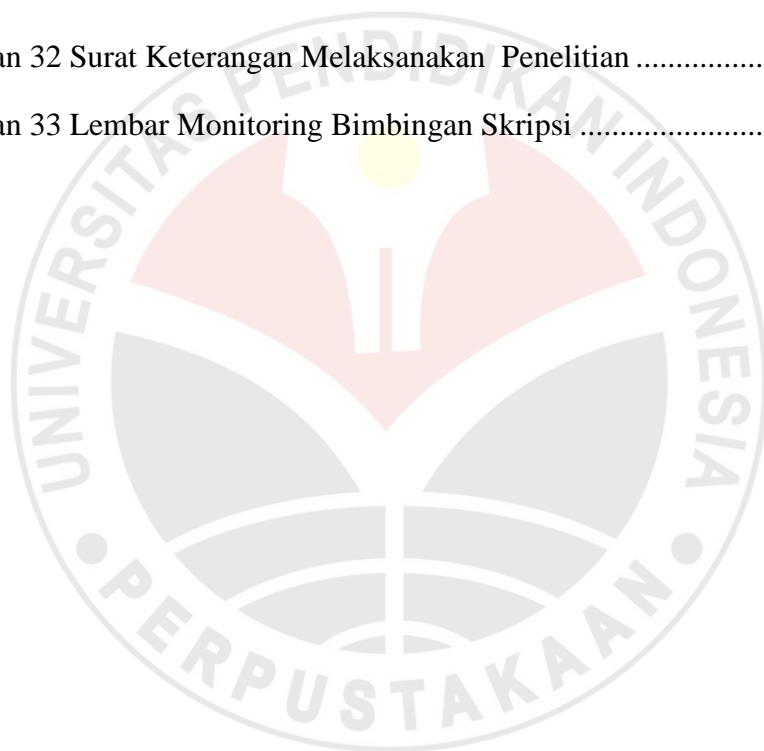 an 32 Surat Keterangan Melaksanakan Penelitian ................
an 33 Lembar Monitoring Bimbingan Skripsi .......................
UNIVERSITAS PENDIDIKAN INDONESIA
PERPUSTAKAAN